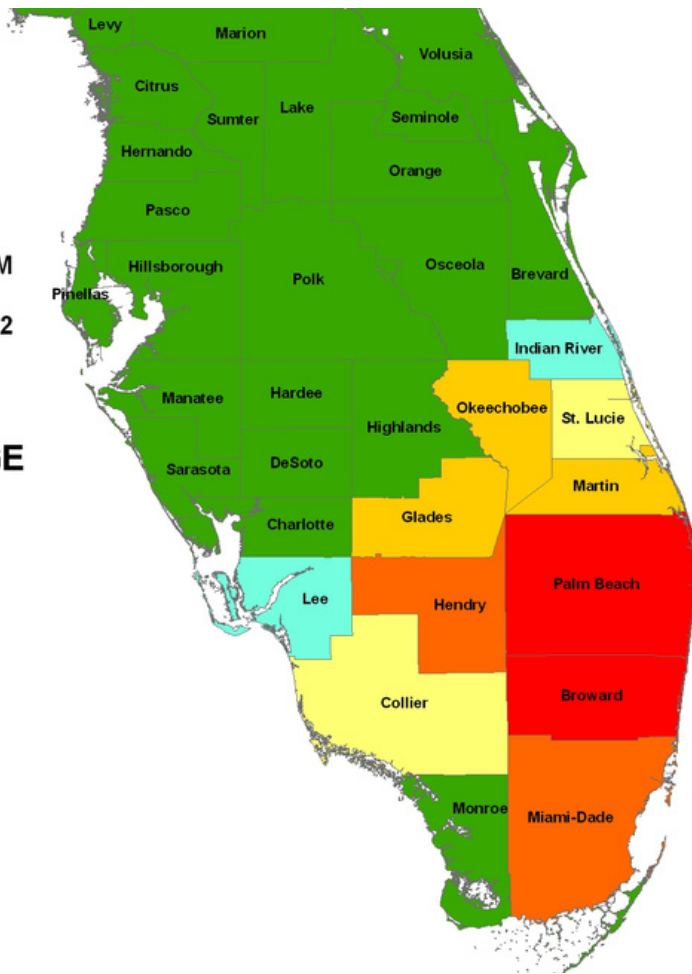 Levy
Marion
Volusia
Citrus
Lake
Sumter
Seminole
Hernando
Orange
Pasco
M
Hillsborough
Osceola
Polk
Brevard
Pinellas
2
Indian River
Manatee
Hardee
Okeechobee
St. Lucie
Highlands
GE
Sarasota
DeSoto
Martin
Charlotte
Glades
Palm Beach
Lee
Hendry
Collier
Broward
Monroe
Miami-Dade